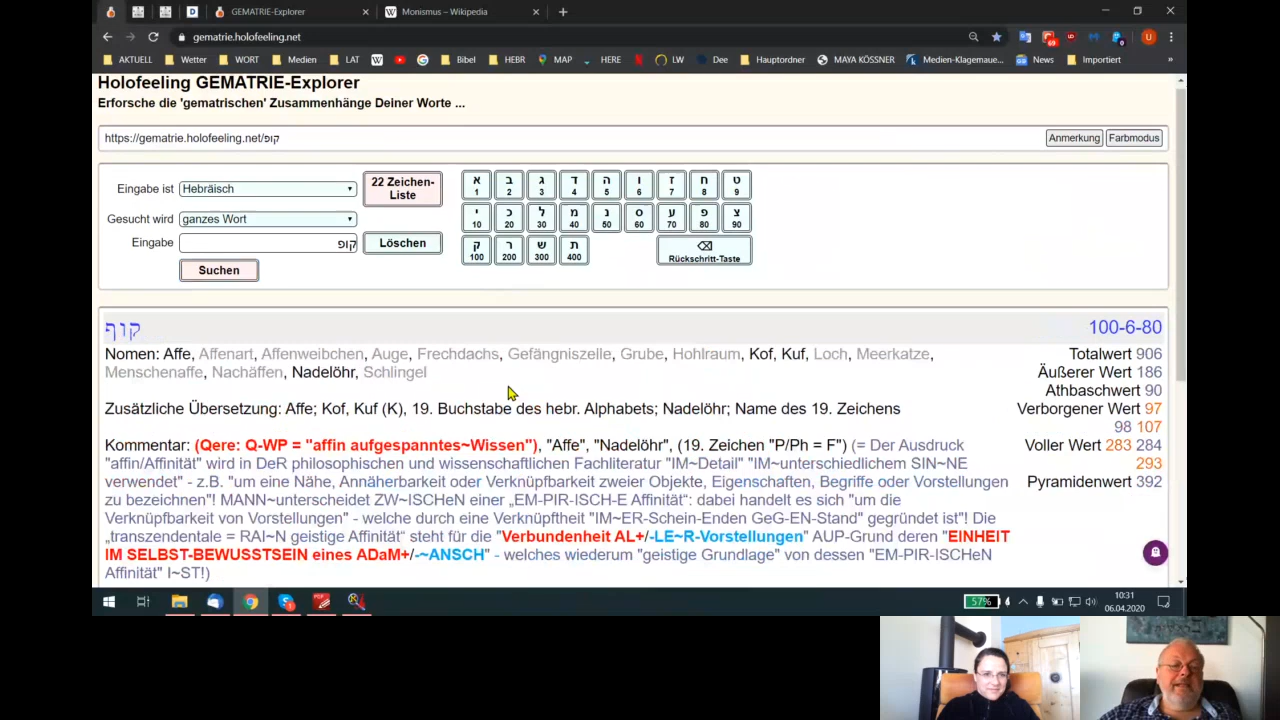 GEMATRIE-Explorer
Monismus – Wikipedia
gematrie.holofeeling.net
AKTUELL Wetter WORT Medien LAT Bibel HEBR MAP HERE LW Dee Hauptordner MAYA KÖSSNER Medien-Klagemaue... News Importiert »
Holofeeling GEMATRIE-Explorer
Erforsche die 'gematrischen' Zusammenhänge Deiner Worte ...
https://gematrie.holofeeling.net/קופ
Anmerkung Farbmodus
Eingabe ist Hebräisch
22 Zeichen-
Liste
Gesucht wird ganzes Wort
Eingabe קופ Löschen
Suchen
א ב ג ד ה ו ז ח ט
1 2 3 4 5 6 7 8 9
י כ ל מ נ ס ע פ צ
10 20 30 40 50 60 70 80 90
ק ר ש ת
100 200 300 400 Rückschritt-Taste
קוף 100-6-80
Nomen: Affe, Affenart, Affenweibchen, Auge, Frechdachs, Gefängniszelle, Grube, Hohlraum, Kof, Kuf, Loch, Meerkatze,
Menschenaffe, Nachäffen, Nadelöhr, Schlingel
Zusätzliche Übersetzung: Affe; Kof, Kuf (K), 19. Buchstabe des hebr. Alphabets; Nadelöhr; Name des 19. Zeichens
Kommentar: (Qere: Q-WP = "affin aufgespanntes~Wissen"), "Affe", "Nadelöhr", (19. Zeichen "P/Ph = F") (= Der Ausdruck
"affin/Affinität" wird in DeR philosophischen und wissenschaftlichen Fachliteratur "IM~Detail" "IM~unterschiedlichem SIN~NE
verwendet" - z.B. "um eine Nähe, Annäherbarkeit oder Verknüpfbarkeit zweier Objekte, Eigenschaften, Begriffe oder Vorstellungen
zu bezeichnen"! MANN~unterscheidet ZW~ISCHeN einer „EM-PIR-ISCH-E Affinität“: dabei handelt es sich "um die
Verknüpfbarkeit von Vorstellungen" - welche durch eine Verknüpftheit "IM~ER-Schein-Enden GeG-EN-Stand" gegründet ist"! Die
„transzendentale = RAI~N geistige Affinität“ steht für die "Verbundenheit AL+/-LE~R-Vorstellungen" AUP-Grund deren "EINHEIT
IM SELBST-BEWUSSTSEIN eines ADaM+/-~ANSCH" - welches wiederum "geistige Grundlage" von dessen "EM-PIR-ISCHeN
Affinität" I~ST!)
Totalwert 906
Äußerer Wert 186
Athbaschwert 90
Verborgener Wert 97
98 107
Voller Wert 283 284
293
Pyramidenwert 392
57%
10:31
06.04.2020